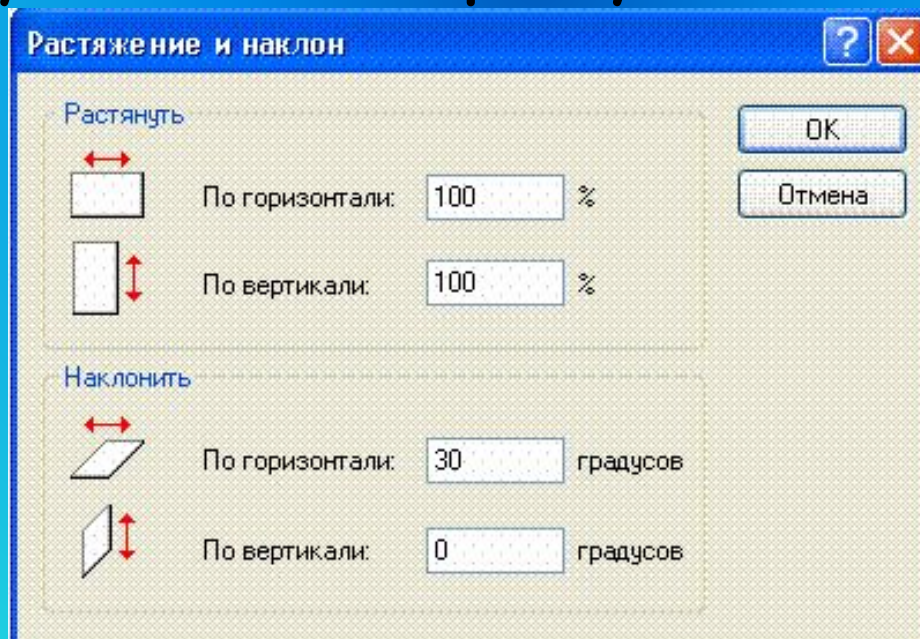 Растяжение и наклон
Растянуть
По горизонтали: 100 %
По вертикали: 100 %
Наклонить
По горизонтали: 30 градусов
По вертикали: 0 градусов
OK
Отмена